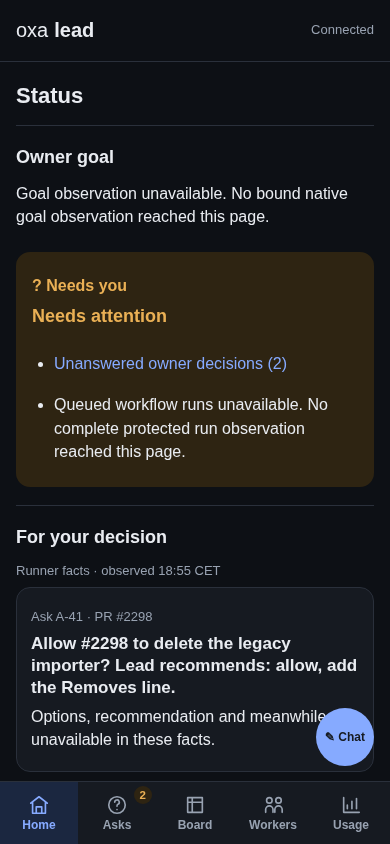 oxa lead
Connected
Status
Owner goal
Goal observation unavailable. No bound native
goal observation reached this page.
? Needs you
Needs attention
• Unanswered owner decisions (2)
• Queued workflow runs unavailable. No
complete protected run observation
reached this page.
For your decision
Runner facts · observed 18:55 CET
Ask A-41 · PR #2298
Allow #2298 to delete the legacy
importer? Lead recommends: allow, add
the Removes line.
Options, recommendation and meanwhile
unavailable in these facts.
✎ Chat
2
Home
Asks
Board
Workers
Usage